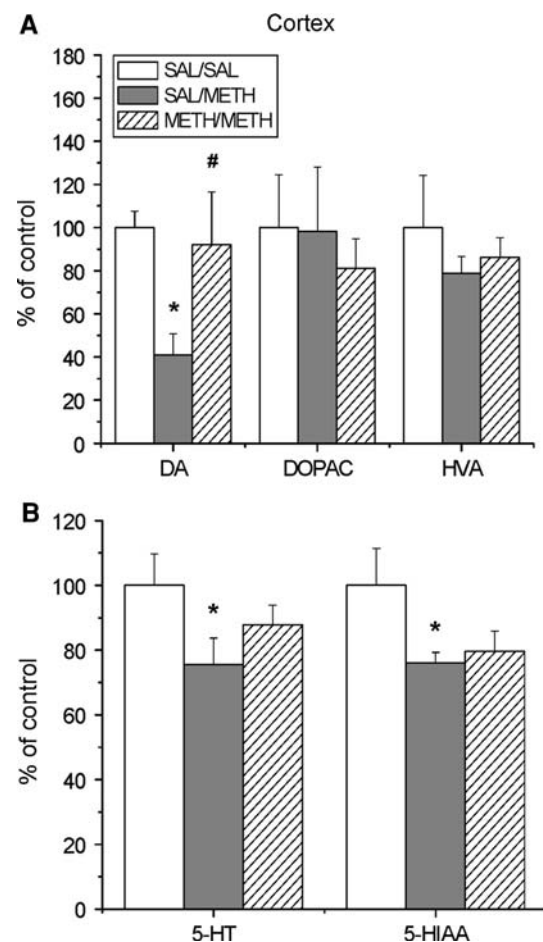 A
Cortex
180
160
140
120
100
80
60
40
20
0
% of control
SAL/SAL
SAL/METH
METH/METH
*
#
DA
DOPAC
HVA
B
120
100
80
60
40
20
0
% of control
*
*
5-HT
5-HIAA